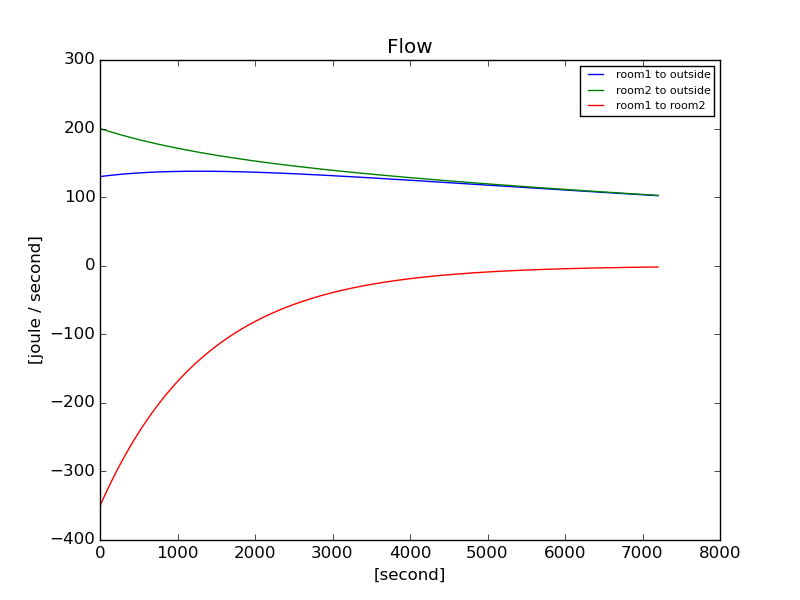 Flow
300
200
100
0
−100
−200
−300
−400
[joule / second]
room1 to outside
room2 to outside
room1 to room2
0 1000 2000 3000 4000 5000 6000 7000 8000
[second]